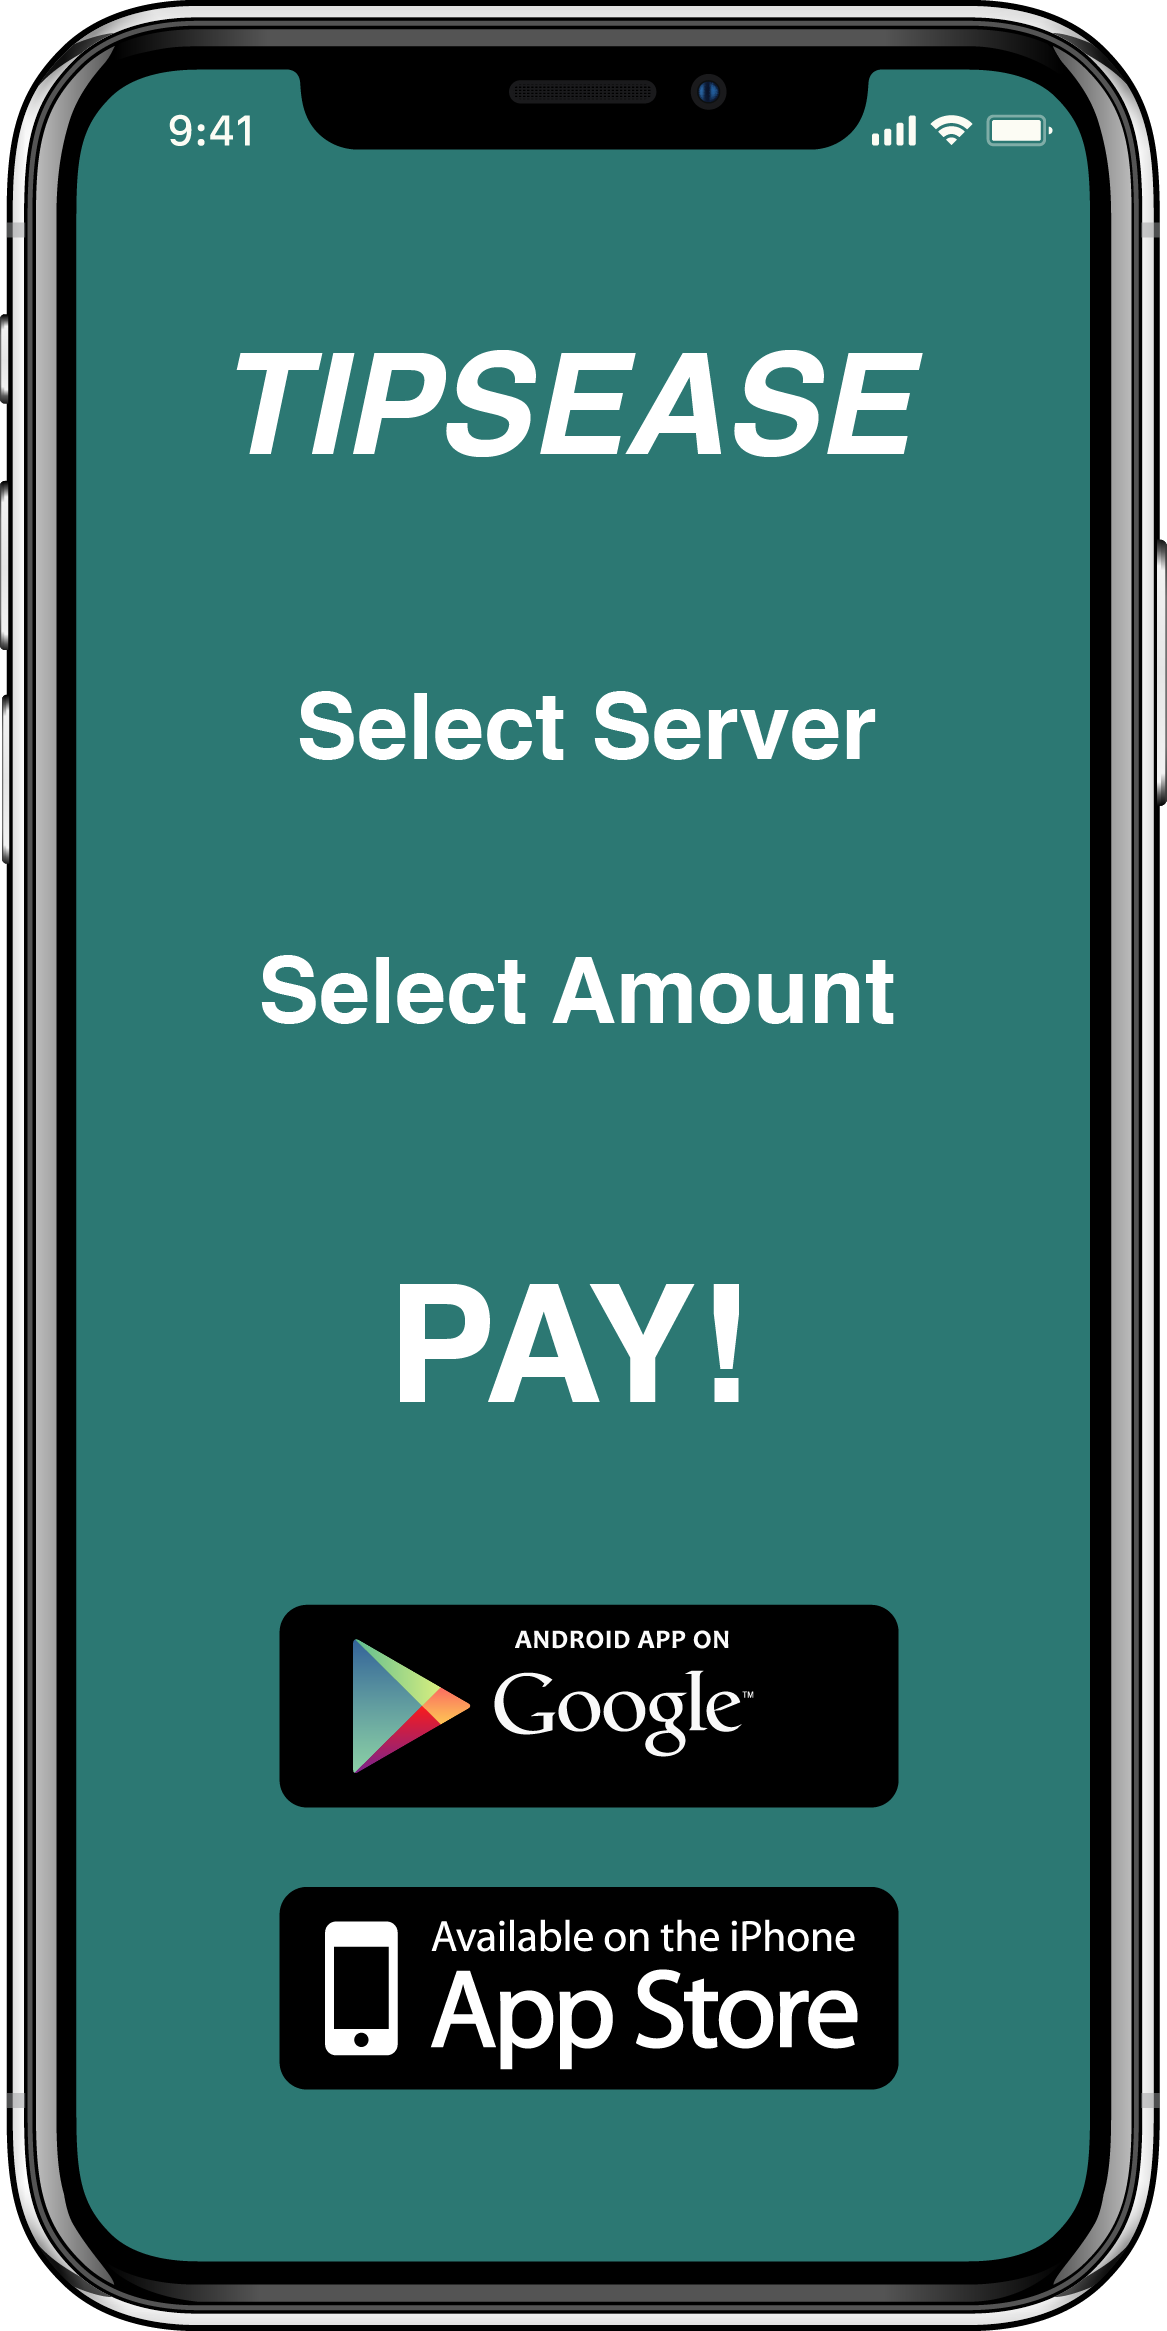 9:41
TIPSEASE
Select Server
Select Amount
PAY!
ANDROID APP ON
Google™
Available on the iPhone
App Store